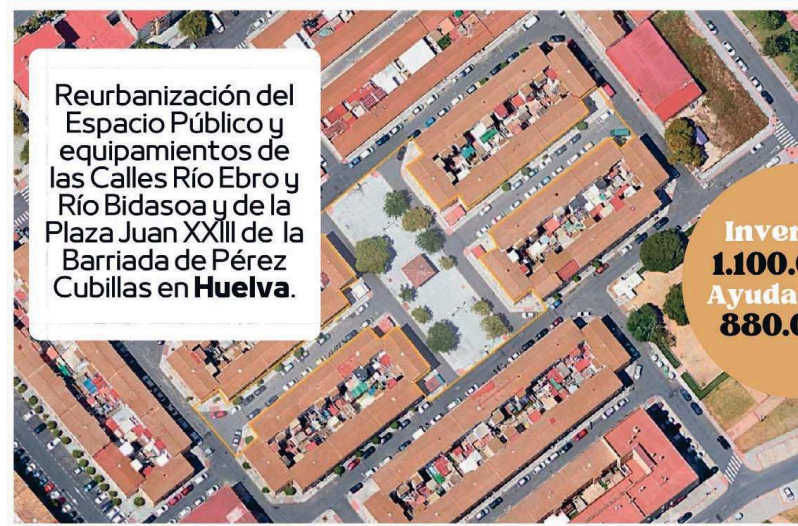 Reurbanización del
Espacio Público y
equipamientos de
las Calles Río Ebro y
Río Bidasoa y de la
Plaza Juan XXIII de la
Barriada de Pérez
Cubillas en Huelva.
Ayuda